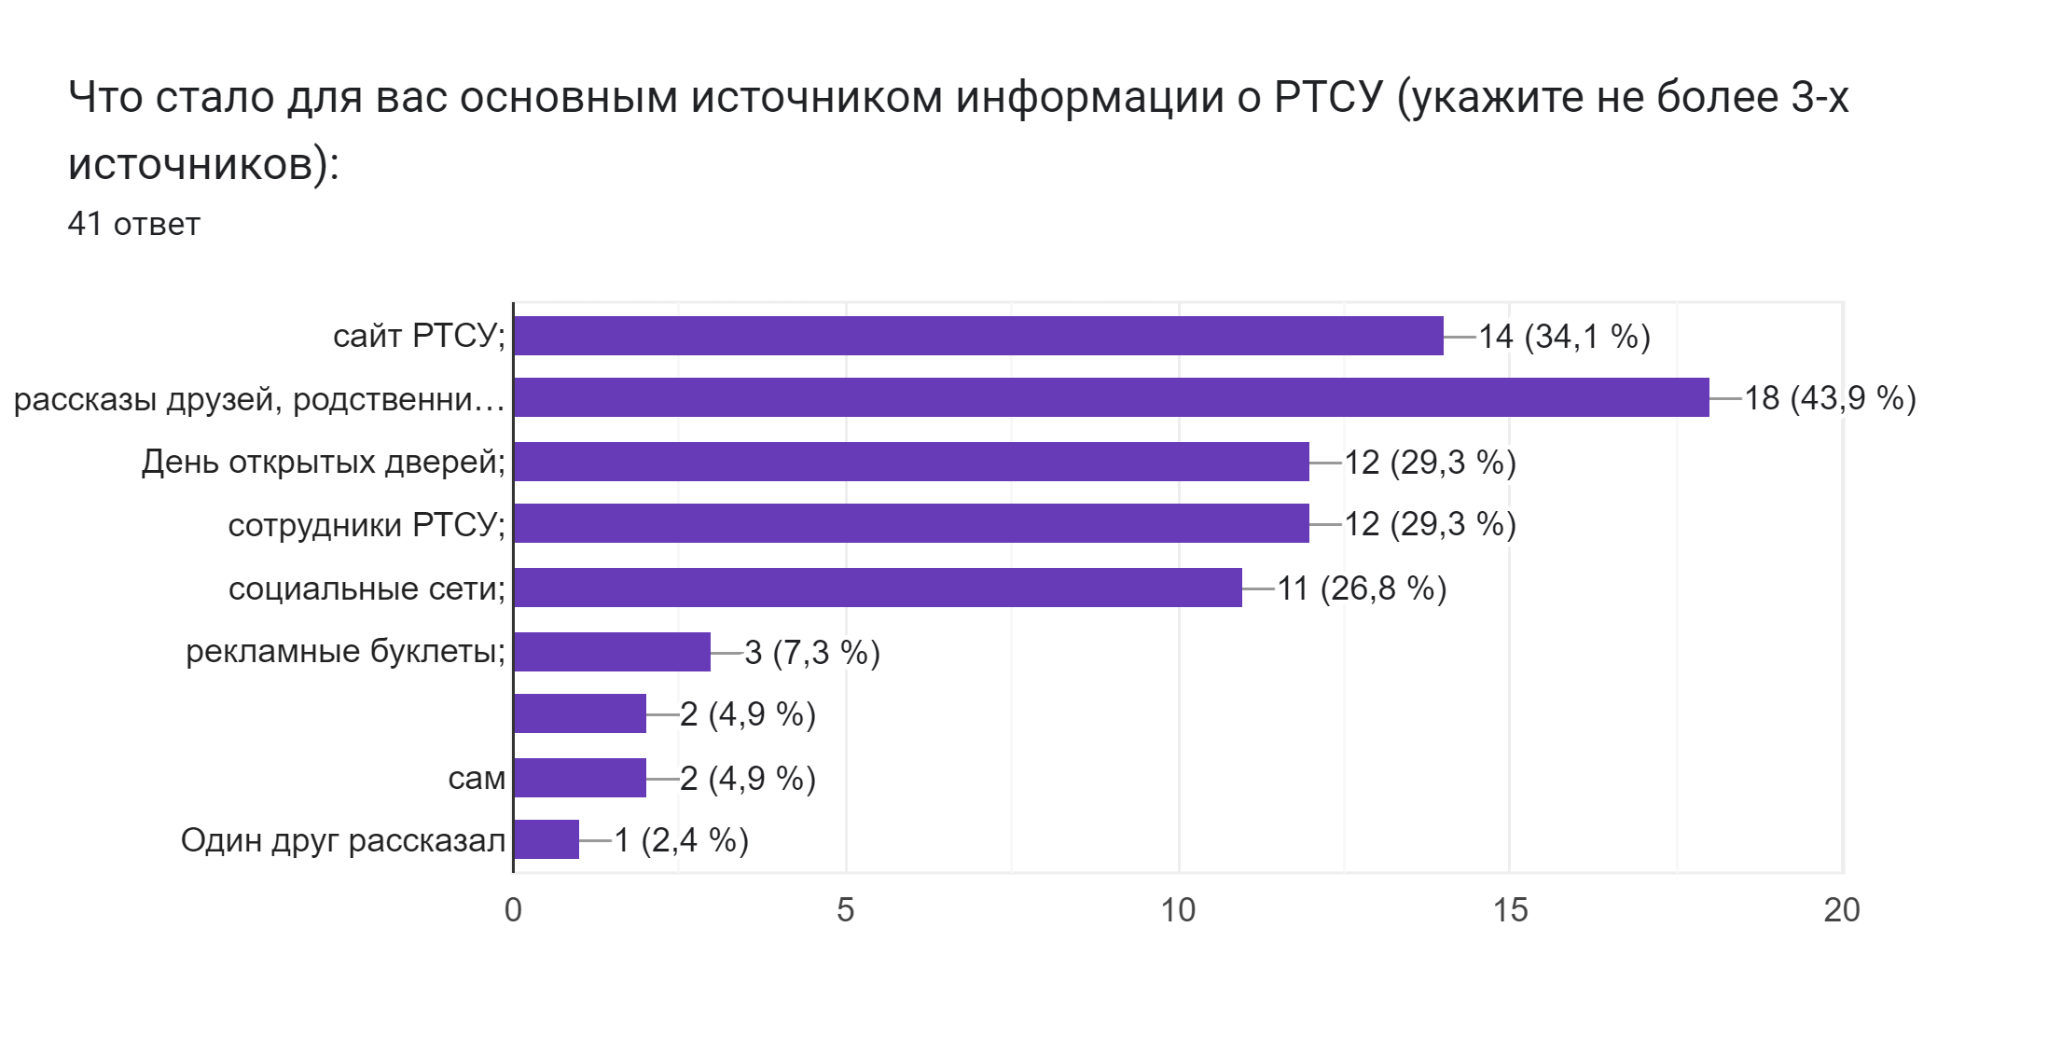 Что стало для вас основным источником информации о РТСУ (укажите не более 3-х
источников):
41 ответ
сайт РТСУ; 14 (34,1 %)
рассказы друзей, родственни… 18 (43,9 %)
День открытых дверей; 12 (29,3 %)
сотрудники РТСУ; 12 (29,3 %)
социальные сети; 11 (26,8 %)
рекламные буклеты; 3 (7,3 %)
2 (4,9 %)
сам 2 (4,9 %)
Один друг рассказал 1 (2,4 %)
0 5 10 15 20